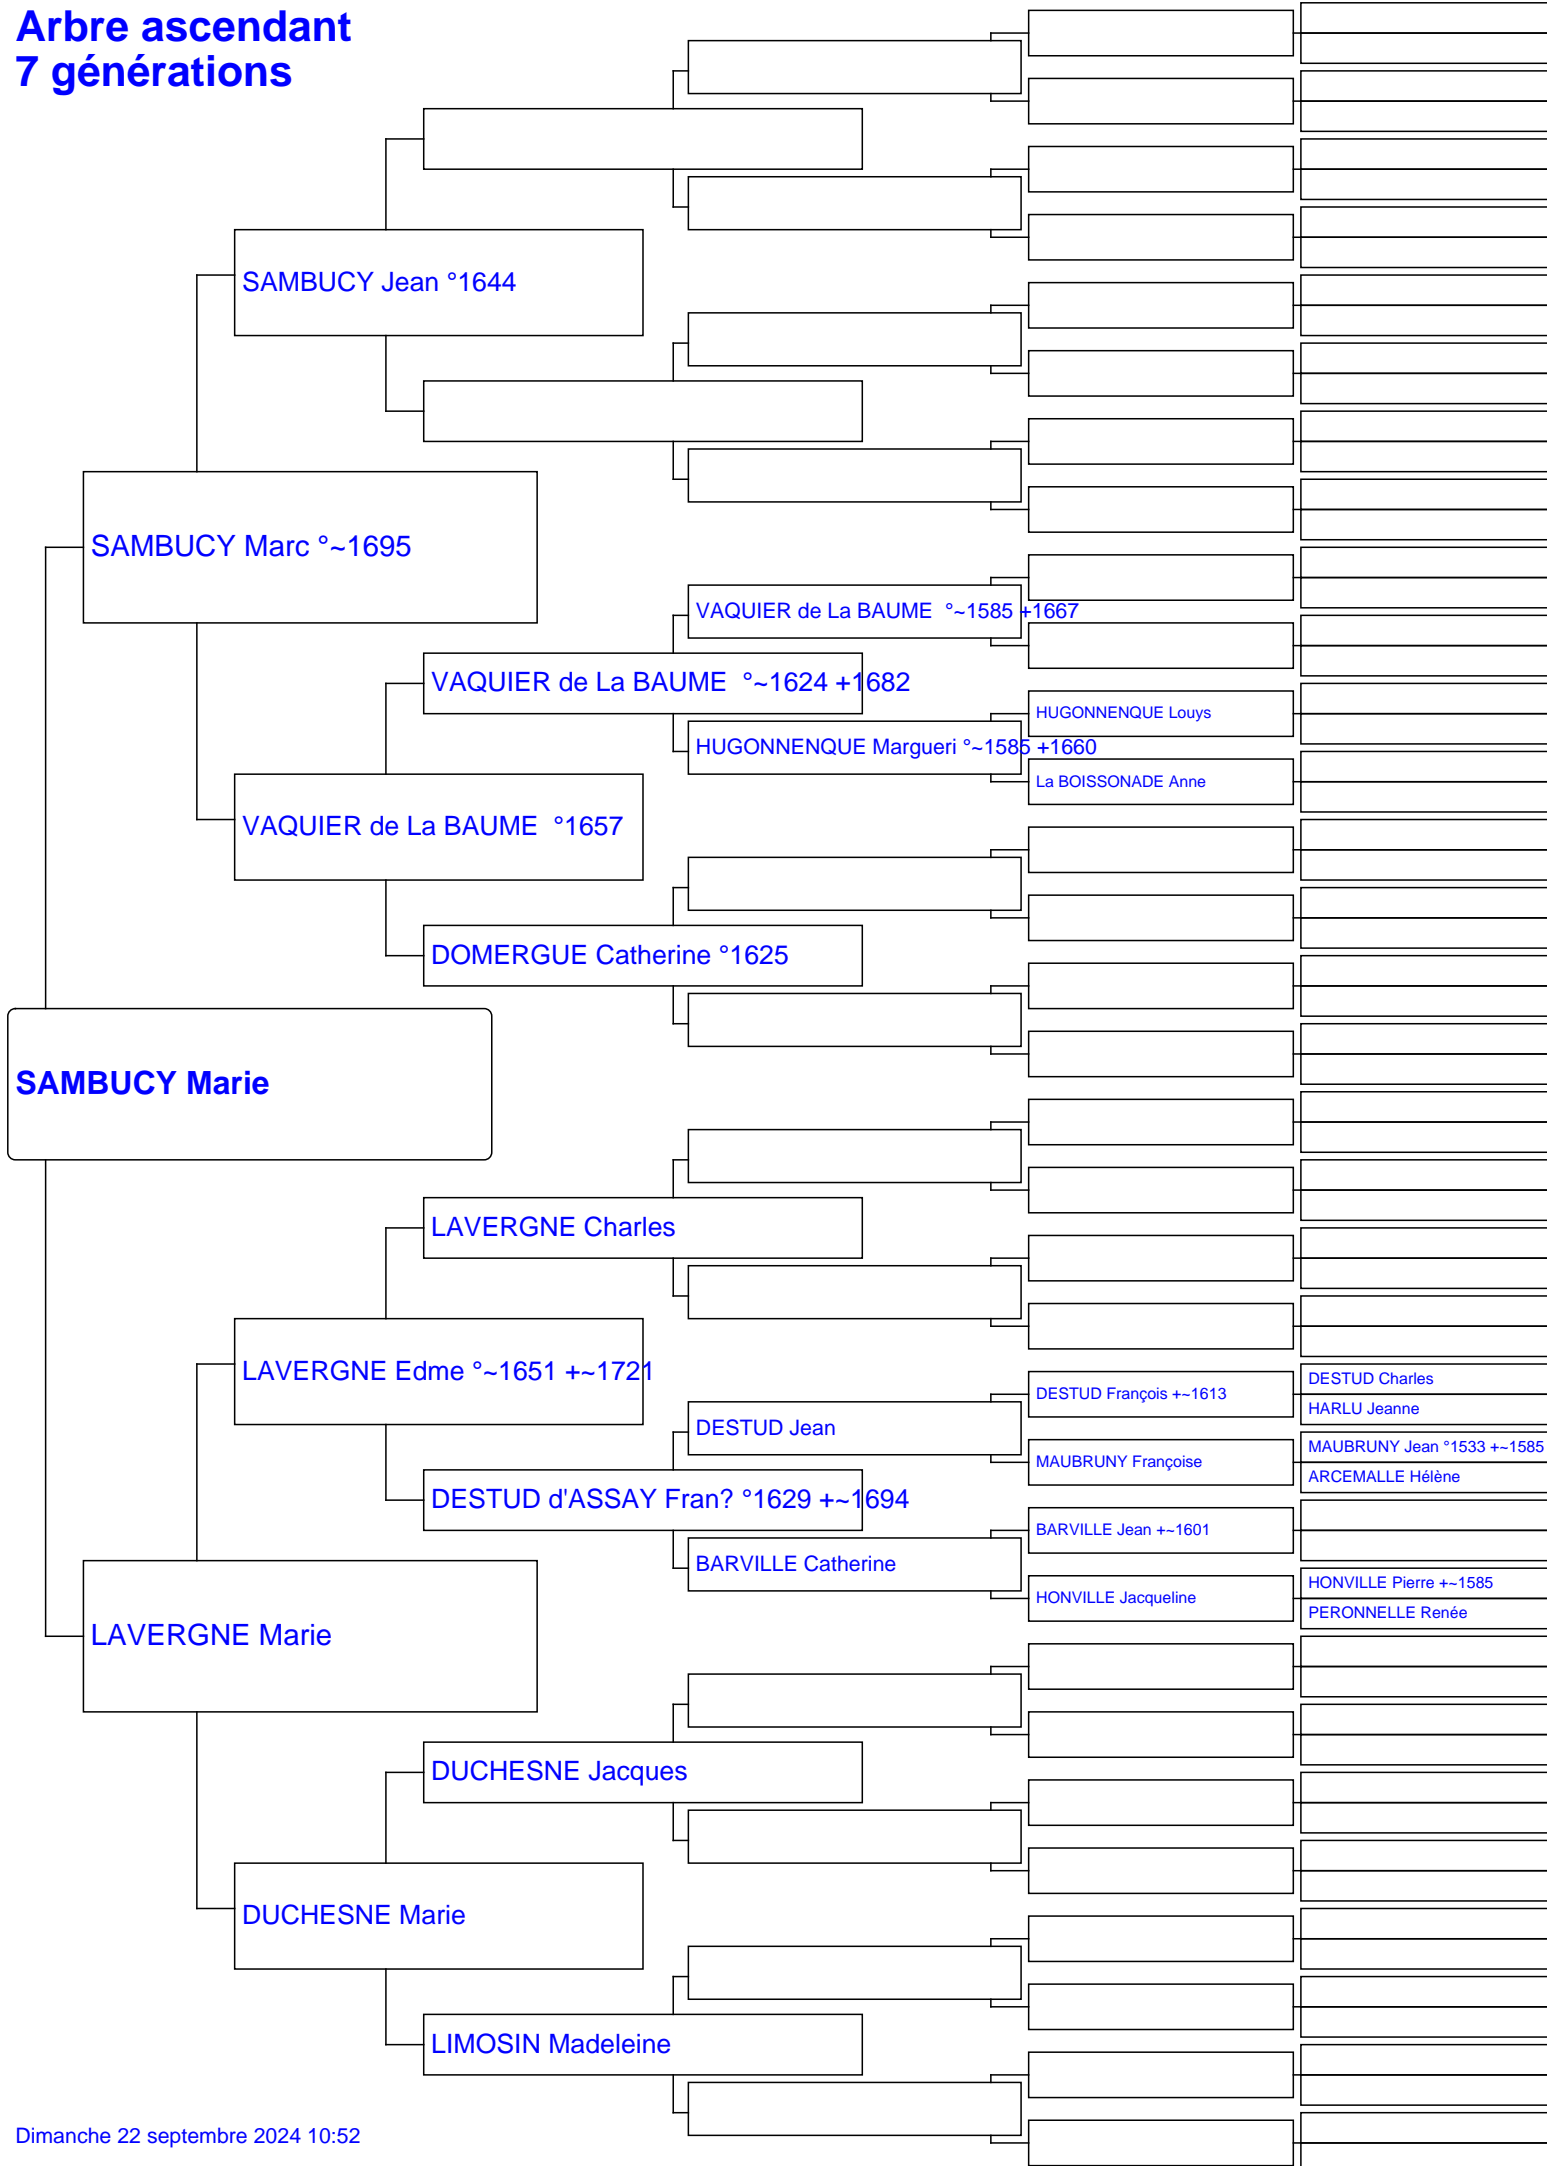 Arbre ascendant
7 générations
SAMBUCY Jean °1644
SAMBUCY Marc °~1695
VAQUIER de La BAUME  °~1585 +1667
VAQUIER de La BAUME  °~1624 +1682
HUGONNENQUE Louys
HUGONNENQUE Margueri °~1585 +1660
La BOISSONADE Anne
VAQUIER de La BAUME  °1657
DOMERGUE Catherine °1625
SAMBUCY Marie
LAVERGNE Charles
LAVERGNE Edme °~1651 +~1721
DESTUD Charles
DESTUD François +~1613
HARLU Jeanne
DESTUD Jean
MAUBRUNY Jean °1533 +~1585
MAUBRUNY Françoise
ARCEMALLE Hélène
DESTUD d'ASSAY Fran? °1629 +~1694
BARVILLE Jean +~1601
BARVILLE Catherine
HONVILLE Pierre +~1585
HONVILLE Jacqueline
PERONNELLE Renée
LAVERGNE Marie
DUCHESNE Jacques
DUCHESNE Marie
LIMOSIN Madeleine
Dimanche 22 septembre 2024 10:52